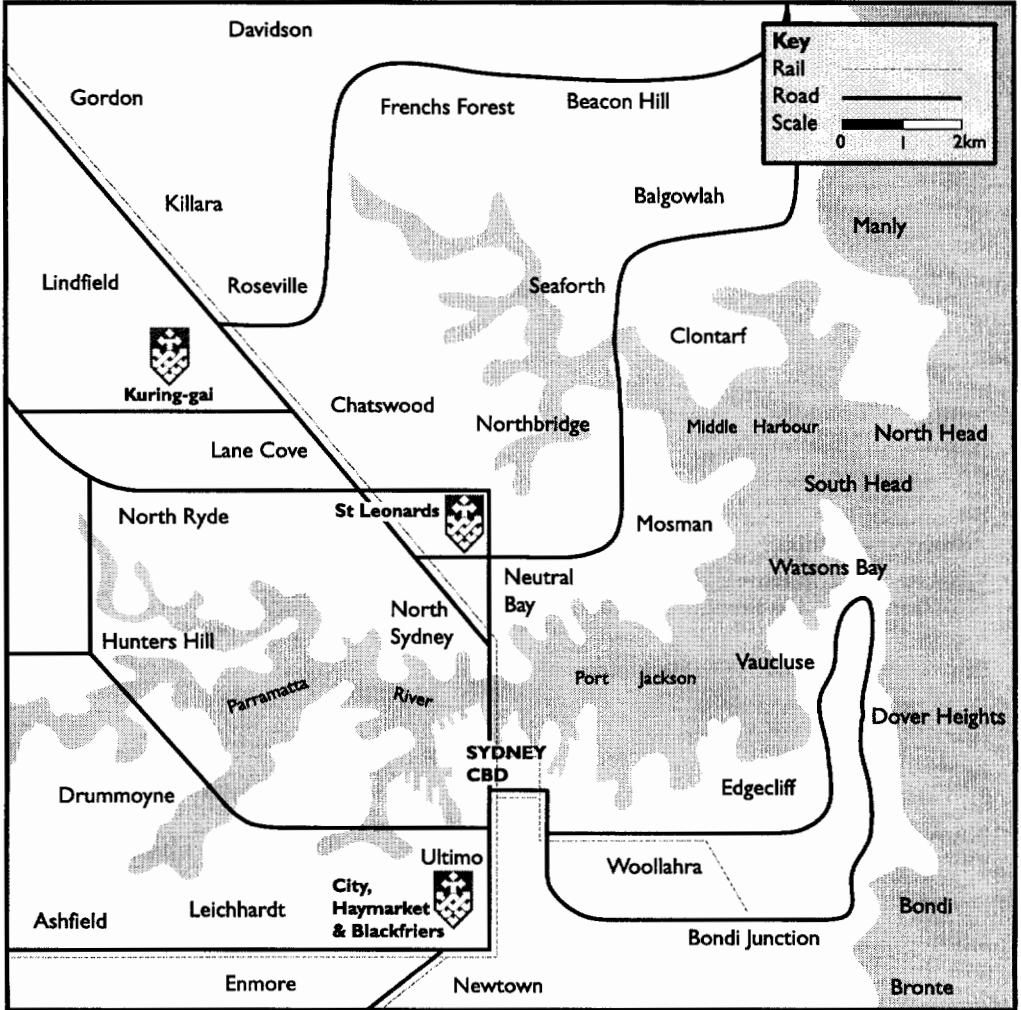 Davidson
Key
Rail
Road
Scale
0 1 2km
Gordon
Frenchs Forest
Beacon Hill
Killara
Balgowlah
Manly
Lindfield
Roseville
Seaforth
Clontarf
Kuring-gai
Chatswood
Northbridge
Middle Harbour
North Head
Lane Cove
South Head
North Ryde
St Leonards
Mosman
Watsons Bay
Neutral
Bay
North
Sydney
Hunters Hill
Vaucluse
Port Jackson
Parramatta River
Dover Heights
SYDNEY
CBD
Edgecliff
Drummoyne
Ultimo
Woollahra
City,
Haymarket
& Blackfriers
Leichhardt
Ashfield
Bondi
Bondi Junction
Enmore
Newtown
Bronte